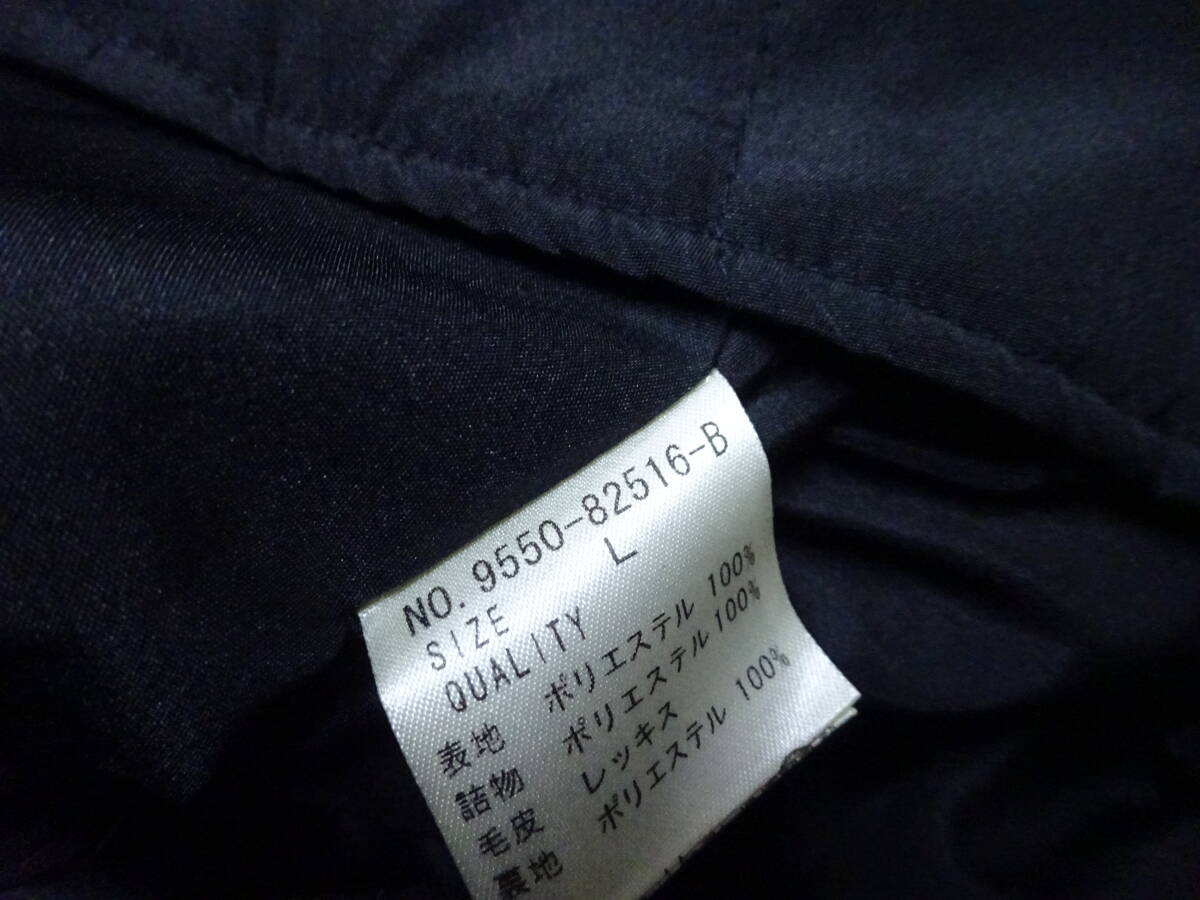 NO. 9550-82516-B
SIZE L
QUALITY
表地 ポリエステル 100%
詰物 ポリエステル 100%
毛皮 レッキス
裏地 ポリエステル 100%